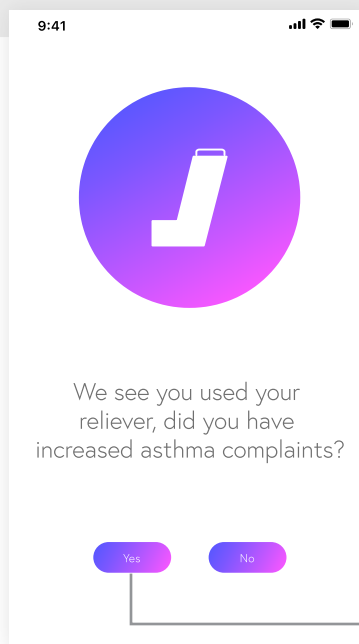 9:41
We see you used your
reliever, did you have
increased asthma complaints?
Yes No